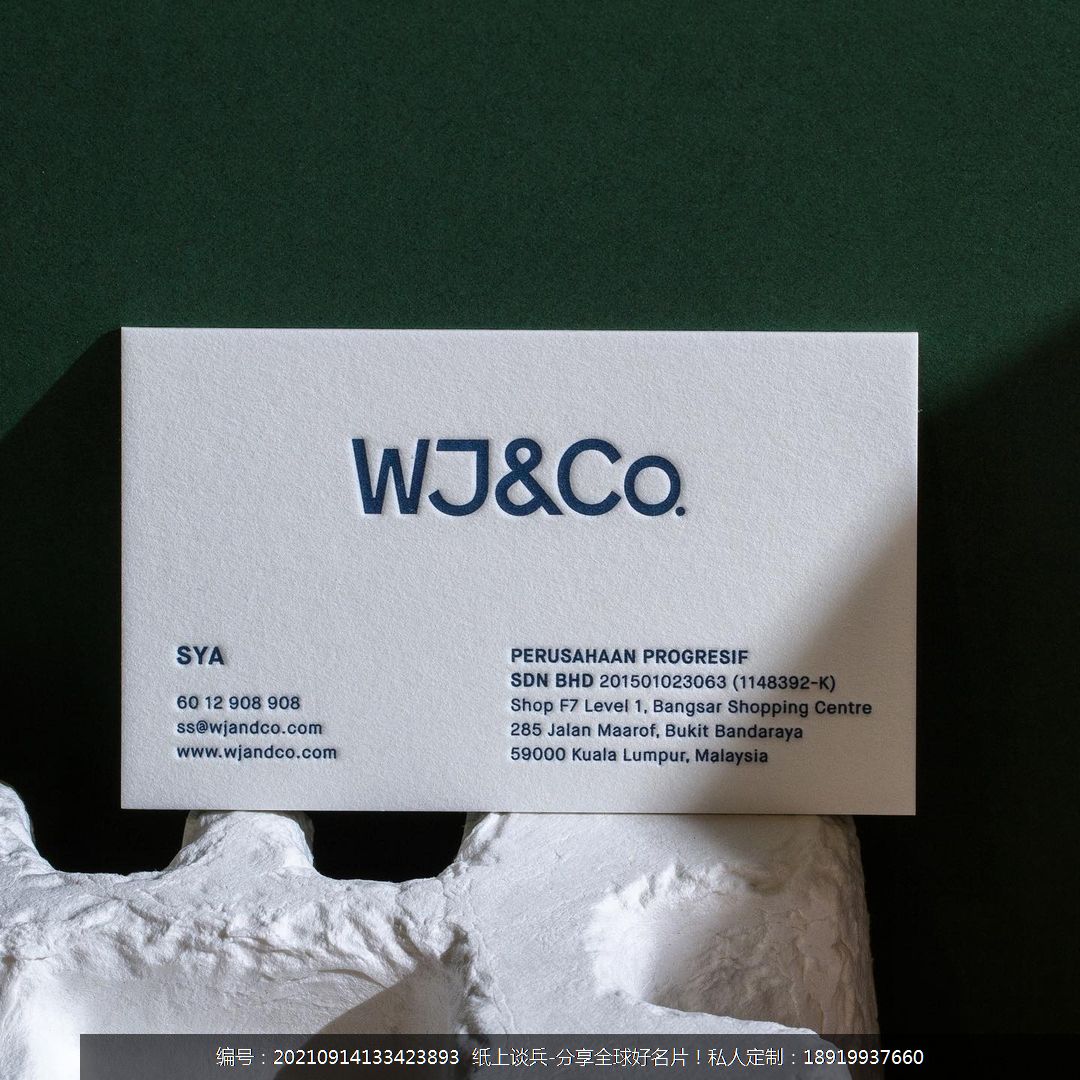 WJ&Co.
SYA
60 12 908 908
ss@wjandco.com
www.wjandco.com
PERUSAHAAN PROGRESIF
SDN BHD 201501023063 (1148392-K)
Shop F7 Level 1, Bangsar Shopping Centre
285 Jalan Maarof, Bukit Bandaraya
59000 Kuala Lumpur, Malaysia
编号：20210914133423893 纸上谈兵-分享全球好名片！私人定制：18919937660